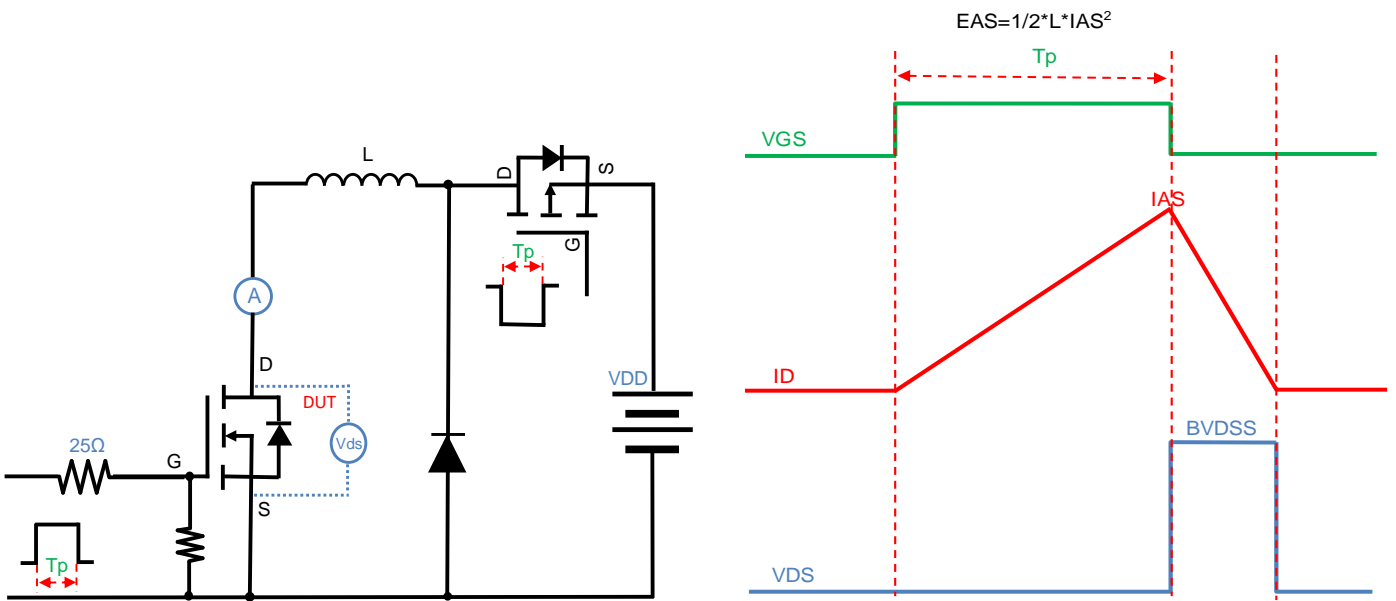 EAS=1/2*L*IAS²
Tp
VGS
L
D
S
G
Tp
IAS
A
D
DUT
Vds
VDD
ID
25Ω
G
S
BVDSS
Tp
VDS